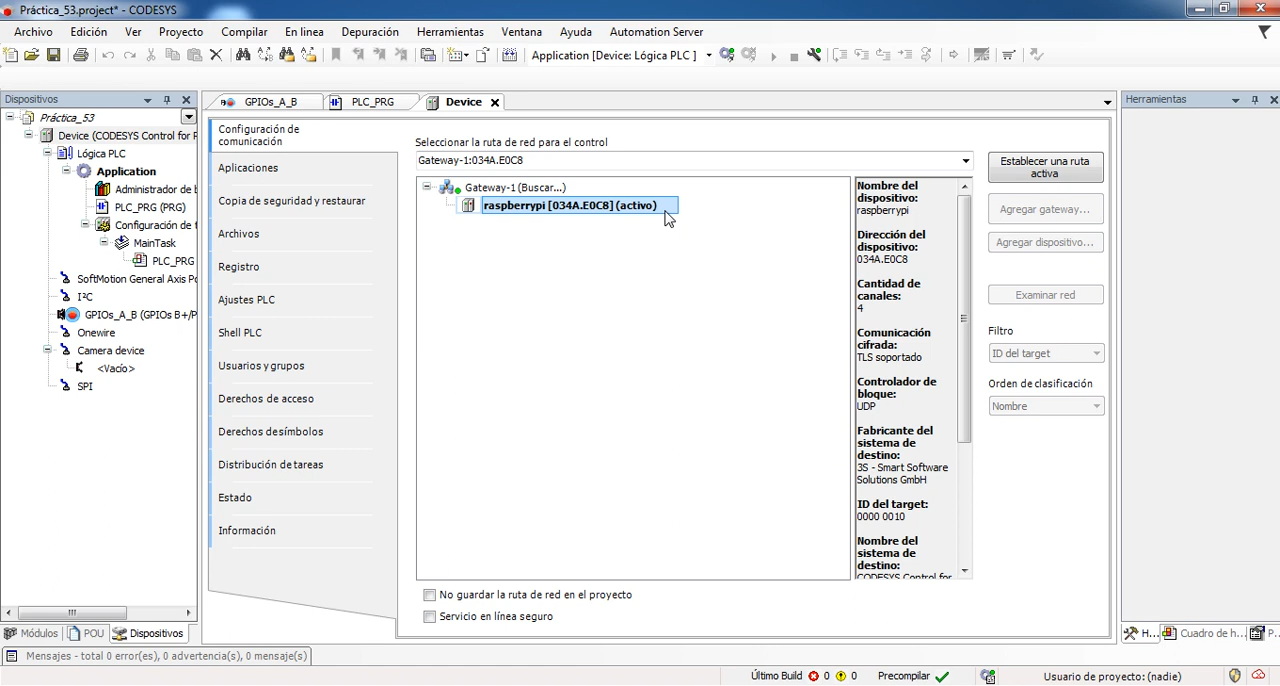 Práctica_53.project* - CODESYS
Archivo Edición Ver Proyecto Compilar En linea Depuración Herramientas Ventana Ayuda Automation Server
Application [Device: Lógica PLC ]
Dispositivos
Práctica_53
Device (CODESYS Control for R
Lógica PLC
Application
Administrador de b
PLC_PRG (PRG)
Configuración de t
MainTask
PLC_PRG
SoftMotion General Axis Po
I²C
GPIOs_A_B (GPIOs B+/P
Onewire
Camera device
<Vacío>
SPI
Módulos POU Dispositivos
GPIOs_A_B PLC_PRG Device
Configuración de
comunicación
Aplicaciones
Copia de seguridad y restaurar
Archivos
Registro
Ajustes PLC
Shell PLC
Usuarios y grupos
Derechos de acceso
Derechos desímbolos
Distribución de tareas
Estado
Información
Seleccionar la ruta de red para el control
Gateway-1:034A.E0C8
Gateway-1 (Buscar...)
raspberrypi [034A.E0C8] (activo)
Nombre del
dispositivo:
raspberrypi
Dirección del
dispositivo:
034A.E0C8
Cantidad de
canales:
4
Comunicación
cifrada:
TLS soportado
Controlador de
bloque:
UDP
Fabricante del
sistema de
destino:
3S - Smart Software
Solutions GmbH
ID del target:
0000 0010
Nombre del
sistema de
destino:
CODESYS Control for
Establecer una ruta
activa
Agregar gateway...
Agregar dispositivo...
Examinar red
Filtro
ID del target
Orden de clasificación
Nombre
No guardar la ruta de red en el proyecto
Servicio en línea seguro
Herramientas
H... Cuadro de h... P...
Mensajes - total 0 error(es), 0 advertencia(s), 0 mensaje(s)
Último Build 0 0 Precompilar Usuario de proyecto: (nadie)